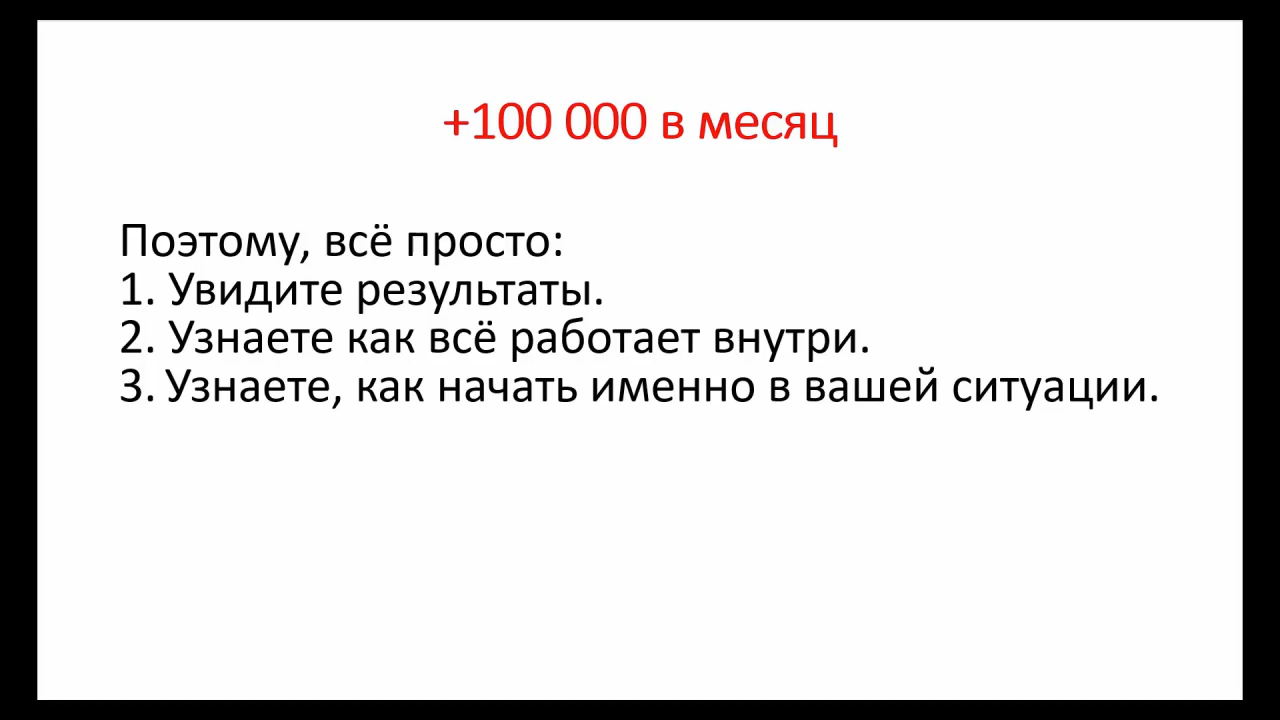 +100 000 в месяц
Поэтому, всё просто:
1. Увидите результаты.
2. Узнаете как всё работает внутри.
3. Узнаете, как начать именно в вашей ситуации.